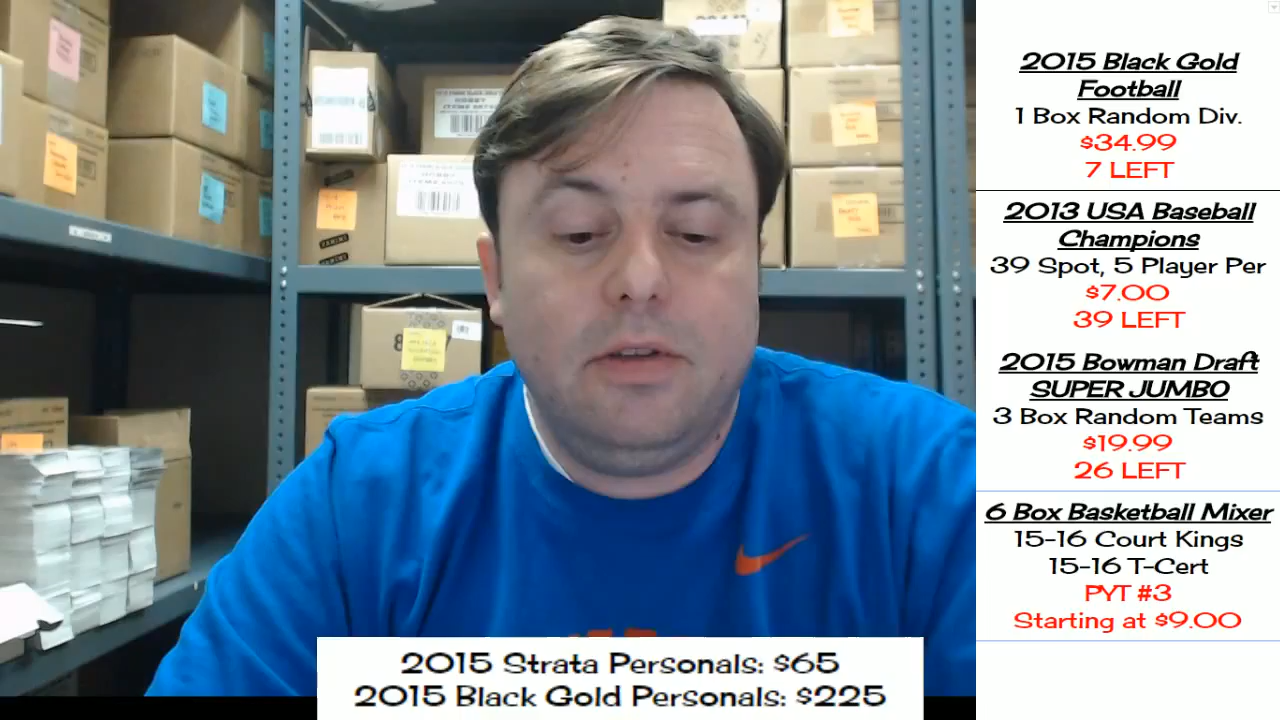 2015 Black Gold
Football
1 Box Random Div.
$34.99
7 LEFT
2013 USA Baseball
Champions
39 Spot, 5 Player Per
$7.00
39 LEFT
2015 Bowman Draft
SUPER JUMBO
3 Box Random Teams
$19.99
26 LEFT
6 Box Basketball Mixer
15-16 Court Kings
15-16 T-Cert
PYT #3
Starting at $9.00
2015 Strata Personals: $65
2015 Black Gold Personals: $225
HOBBY
PANINI
PANINI